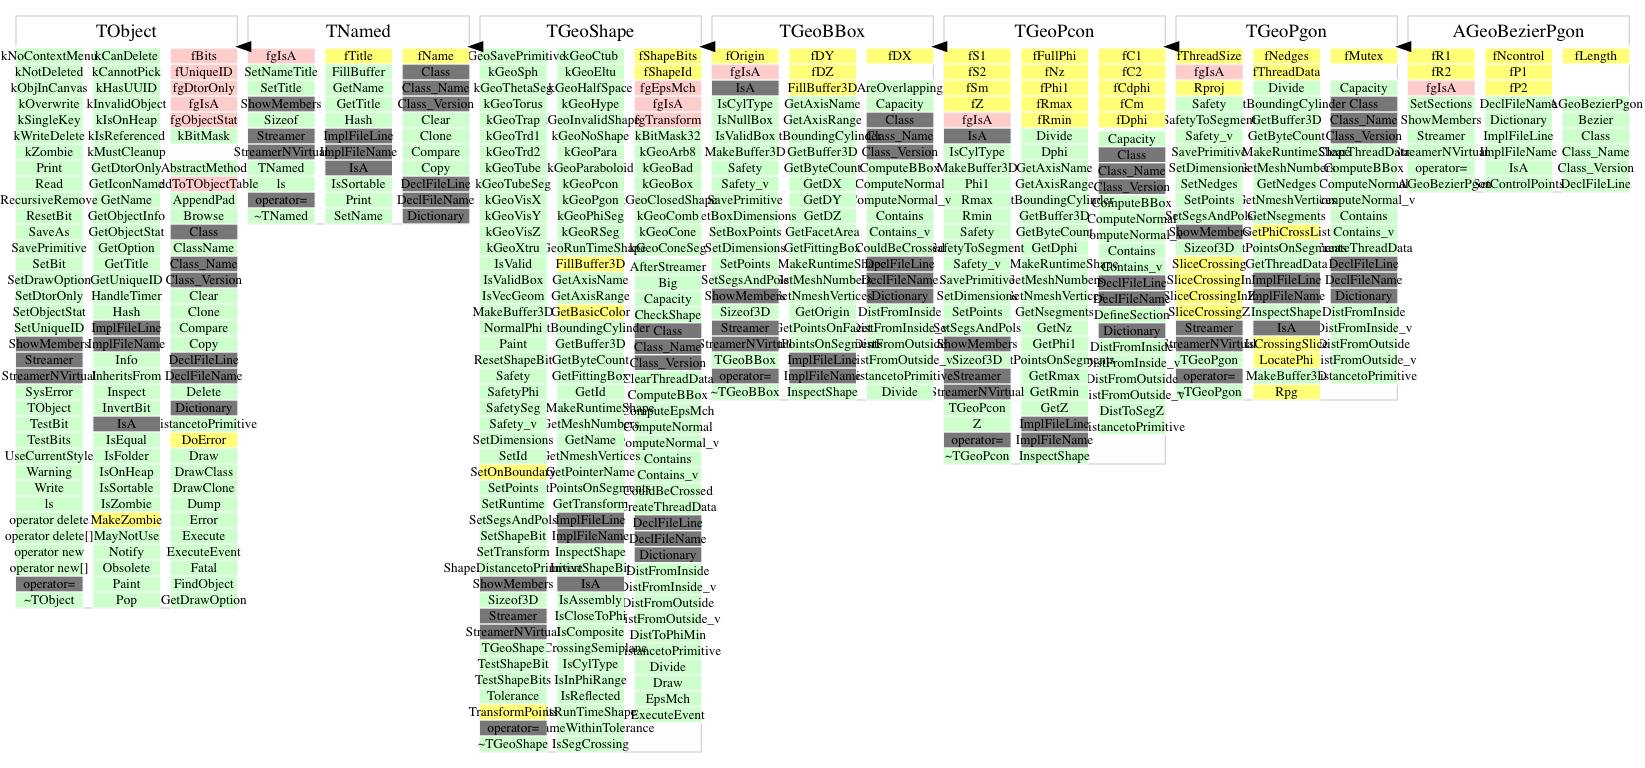 TObject
kNoContextMenu
kNotDeleted
kObjInCanvas
kOverwrite
kSingleKey
kWriteDelete
kZombie
Print
Read
RecursiveRemove
ResetBit
SaveAs
SavePrimitive
SetBit
SetDrawOption
SetDtorOnly
SetObjectStat
SetUniqueID
ShowMembers
Streamer
StreamerNVirtual
SysError
TObject
TestBit
TestBits
UseCurrentStyle
Warning
Write
ls
operator delete
operator delete[]
operator new
operator new[]
operator=
~TObject
kCanDelete
kCannotPick
kHasUUID
kInvalidObject
kIsOnHeap
kIsReferenced
kMustCleanup
GetDtorOnly
GetIconName
GetName
GetObjectInfo
GetObjectStat
GetOption
GetTitle
GetUniqueID
HandleTimer
Hash
ImplFileLine
ImplFileName
Info
InheritsFrom
Inspect
InvertBit
IsA
IsEqual
IsFolder
IsOnHeap
IsSortable
IsZombie
MakeZombie
MayNotUse
Notify
Obsolete
Paint
Pop
fBits
fUniqueID
fgDtorOnly
fgIsA
fgObjectStat
kBitMask
AbstractMethod
AddToTObjectTable
AppendPad
Browse
Class
ClassName
Class_Name
Class_Version
Clear
Clone
Compare
Copy
DeclFileLine
DeclFileName
Delete
Dictionary
DistancetoPrimitive
DoError
Draw
DrawClass
DrawClone
Dump
Error
Execute
ExecuteEvent
Fatal
FindObject
GetDrawOption
TNamed
fgIsA
SetNameTitle
SetTitle
ShowMembers
Sizeof
Streamer
StreamerNVirtual
TNamed
ls
operator=
~TNamed
fTitle
FillBuffer
GetName
GetTitle
Hash
ImplFileLine
ImplFileName
IsA
IsSortable
Print
SetName
fName
Class
Class_Name
Class_Version
Clear
Clone
Compare
Copy
DeclFileLine
DeclFileName
Dictionary
TGeoShape
kGeoSavePrimitive
kGeoSph
kGeoThetaSeg
kGeoTorus
kGeoTrap
kGeoTrd1
kGeoTrd2
kGeoTube
kGeoTubeSeg
kGeoVisX
kGeoVisY
kGeoVisZ
kGeoXtru
IsValid
IsValidBox
IsVecGeom
MakeBuffer3D
NormalPhi
Paint
ResetShapeBit
Safety
SafetyPhi
SafetySeg
Safety_v
SetDimensions
SetId
SetOnBoundary
SetPoints
SetRuntime
SetSegsAndPols
SetShapeBit
SetTransform
ShapeDistancetoPrimitive
ShowMembers
Sizeof3D
Streamer
StreamerNVirtual
TGeoShape
TestShapeBit
TestShapeBits
Tolerance
TransformPoints
operator=
~TGeoShape
kGeoCtub
kGeoEltu
kGeoHalfSpace
kGeoHype
kGeoInvalidShape
kGeoNoShape
kGeoPara
kGeoParaboloid
kGeoPcon
kGeoPgon
kGeoPhiSeg
kGeoRSeg
kGeoRunTimeShape
FillBuffer3D
GetAxisName
GetAxisRange
GetBasicColor
GetBoundingCylinder
GetBuffer3D
GetByteCount
GetFittingBox
GetId
GetMakeRuntimeShape
GetMeshNumbers
GetName
GetNmeshVertices
GetPointerName
GetPointsOnSegments
GetTransform
ImplFileLine
ImplFileName
InspectShape
InvertShapeBit
IsA
IsAssembly
IsCloseToPhi
IsComposite
IsCrossingSemiplane
IsCylType
IsInPhiRange
IsReflected
IsRunTimeShape
IsSameWithinTolerance
IsSegCrossing
fShapeBits
fShapeId
fgEpsMch
fgIsA
fgTransform
kBitMask32
kGeoArb8
kGeoBad
kGeoBox
kGeoClosedShape
kGeoComb
kGeoCone
kGeoConeSeg
AfterStreamer
Big
Capacity
CheckShape
Class
Class_Name
Class_Version
ClearThreadData
ComputeBBox
ComputeEpsMch
ComputeNormal
ComputeNormal_v
Contains
Contains_v
CouldBeCrossed
CreateThreadData
DeclFileLine
DeclFileName
Dictionary
DistFromInside
DistFromInside_v
DistFromOutside
DistFromOutside_v
DistToPhiMin
DistancetoPrimitive
Divide
Draw
EpsMch
ExecuteEvent
TGeoBBox
fOrigin
fgIsA
IsA
IsCylType
IsNullBox
IsValidBox
MakeBuffer3D
Safety
Safety_v
SavePrimitive
SetBoxDimensions
SetBoxPoints
SetDimensions
SetPoints
SetSegsAndPols
ShowMembers
Sizeof3D
Streamer
StreamerNVirtual
TGeoBBox
operator=
~TGeoBBox
fDY
fDZ
FillBuffer3D
GetAxisName
GetAxisRange
GetBoundingCylinder
GetBuffer3D
GetByteCount
GetDX
GetDY
GetDZ
GetFacetArea
GetFittingBox
GetMakeRuntimeShape
GetMeshNumbers
GetNmeshVertices
GetOrigin
GetPointsOnFacet
GetPointsOnSegments
ImplFileLine
ImplFileName
InspectShape
fDX
AreOverlapping
Capacity
Class
Class_Name
Class_Version
ComputeBBox
ComputeNormal
ComputeNormal_v
Contains
Contains_v
CouldBeCrossed
DeclFileLine
DeclFileName
Dictionary
DistFromInside
DistFromInside_v
DistFromOutside
DistFromOutside_v
DistancetoPrimitive
Divide
TGeoPcon
fS1
fS2
fSm
fZ
fgIsA
IsA
IsCylType
MakeBuffer3D
Phi1
Rmax
Rmin
Safety
SafetyToSegment
Safety_v
SavePrimitive
SetDimensions
SetPoints
SetSegsAndPols
ShowMembers
Sizeof3D
Streamer
StreamerNVirtual
TGeoPcon
Z
operator=
~TGeoPcon
fFullPhi
fNz
fPhi1
fRmax
fRmin
Divide
Dphi
GetAxisName
GetAxisRange
GetBoundingCylinder
GetBuffer3D
GetByteCount
GetDphi
GetMakeRuntimeShape
GetMeshNumbers
GetNmeshVertices
GetNsegments
GetNz
GetPhi1
GetPointsOnSegments
GetRmax
GetRmin
GetZ
ImplFileLine
ImplFileName
InspectShape
fC1
fC2
fCdphi
fCm
fDphi
Capacity
Class
Class_Name
Class_Version
ComputeBBox
ComputeNormal
ComputeNormal_v
Contains
Contains_v
DeclFileLine
DeclFileName
DefineSection
Dictionary
DistFromInside
DistFromInside_v
DistFromOutside
DistFromOutside_v
DistToSegZ
DistancetoPrimitive
TGeoPgon
fThreadSize
fgIsA
Rproj
Safety
SafetyToSegment
Safety_v
SavePrimitive
SetDimensions
SetNedges
SetPoints
SetSegsAndPols
ShowMembers
Sizeof3D
SliceCrossing
SliceCrossingIn
SliceCrossingInZ
SliceCrossingZ
Streamer
StreamerNVirtual
TGeoPgon
operator=
~TGeoPgon
fNedges
fThreadData
Divide
GetBoundingCylinder
GetBuffer3D
GetByteCount
GetMakeRuntimeShape
GetMeshNumbers
GetNedges
GetNmeshVertices
GetNsegments
GetPhiCrossList
GetPointsOnSegments
GetThreadData
ImplFileLine
ImplFileName
InspectShape
IsA
IsCrossingSlice
LocatePhi
MakeBuffer3D
Rpg
fMutex
Capacity
Class
Class_Name
Class_Version
ClearThreadData
ComputeBBox
ComputeNormal
ComputeNormal_v
Contains
Contains_v
CreateThreadData
DeclFileLine
DeclFileName
Dictionary
DistFromInside
DistFromInside_v
DistFromOutside
DistFromOutside_v
DistancetoPrimitive
AGeoBezierPgon
fR1
fR2
fgIsA
SetSections
ShowMembers
Streamer
StreamerNVirtual
operator=
~AGeoBezierPgon
fNcontrol
fP1
fP2
DeclFileName
Dictionary
ImplFileLine
ImplFileName
IsA
SetControlPoints
fLength
AGeoBezierPgon
Bezier
Class
Class_Name
Class_Version
DeclFileLine